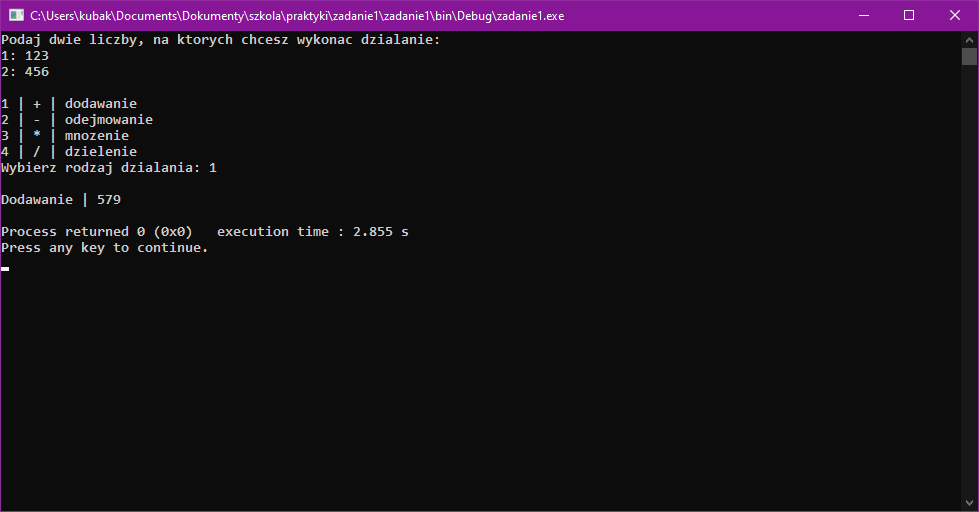 C:\Users\kubak\Documents\Dokumenty\szkola\praktyki\zadanie1\zadanie1\bin\Debug\zadanie1.exe
Podaj dwie liczby, na ktorych chcesz wykonac dzialanie:
1: 123
2: 456
1 | + | dodawanie
2 | - | odejmowanie
3 | * | mnozenie
4 | / | dzielenie
Wybierz rodzaj dzialania: 1
Dodawanie | 579
Process returned 0 (0x0)   execution time : 2.855 s
Press any key to continue.